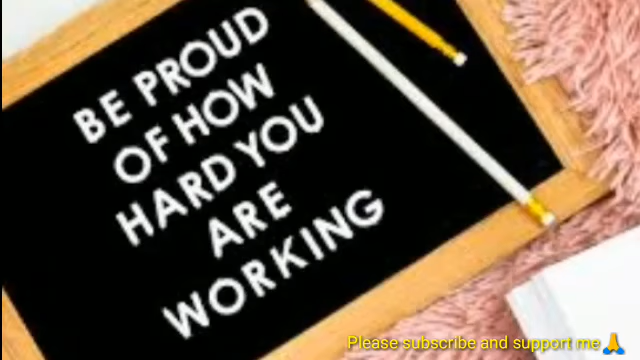 BE PROUD
OF HOW
HARD YOU
ARE
WORKING
Please subscribe and support me 🙏